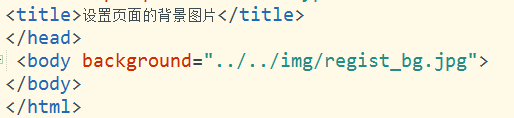 <title>设置页面的背景图片</title>
</head>
<body background="../../img/regist_bg.jpg">
</body>
</html>